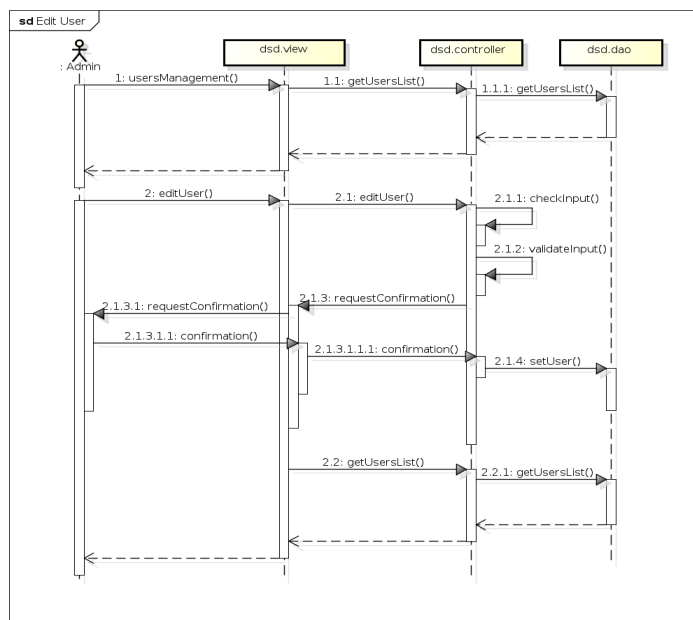 sd Edit User
dsd.view
dsd.controller
dsd.dao
: Admin
1: usersManagement()
1.1: getUsersList()
1.1.1: getUsersList()
2: editUser()
2.1: editUser()
2.1.1: checkInput()
2.1.2: validateInput()
2.1.3: requestConfirmation()
2.1.3.1: requestConfirmation()
2.1.3.1.1: confirmation()
2.1.3.1.1.1: confirmation()
2.1.4: setUser()
2.2: getUsersList()
2.2.1: getUsersList()